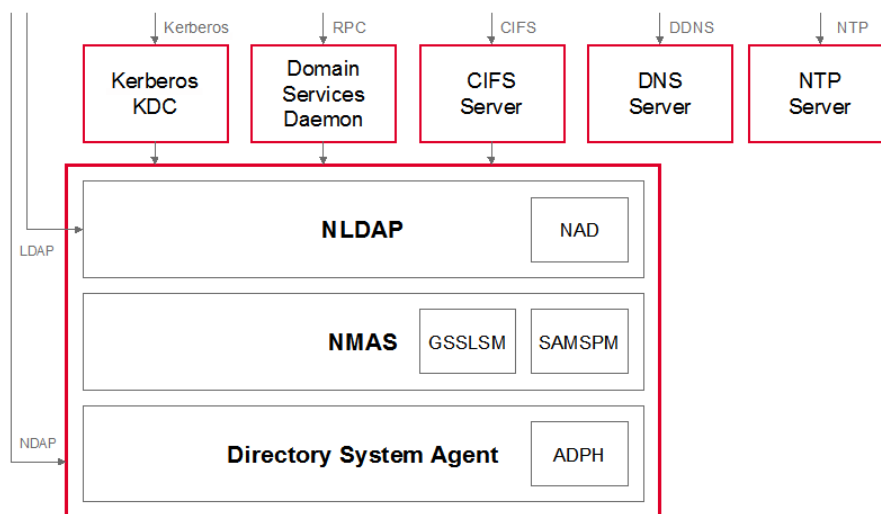 Kerberos
RPC
CIFS
DDNS
NTP
Kerberos
KDC
Domain
Services
Daemon
CIFS
Server
DNS
Server
NTP
Server
NLDAP
NAD
LDAP
NMAS
GSSLSM
SAMSPM
NDAP
Directory System Agent
ADPH